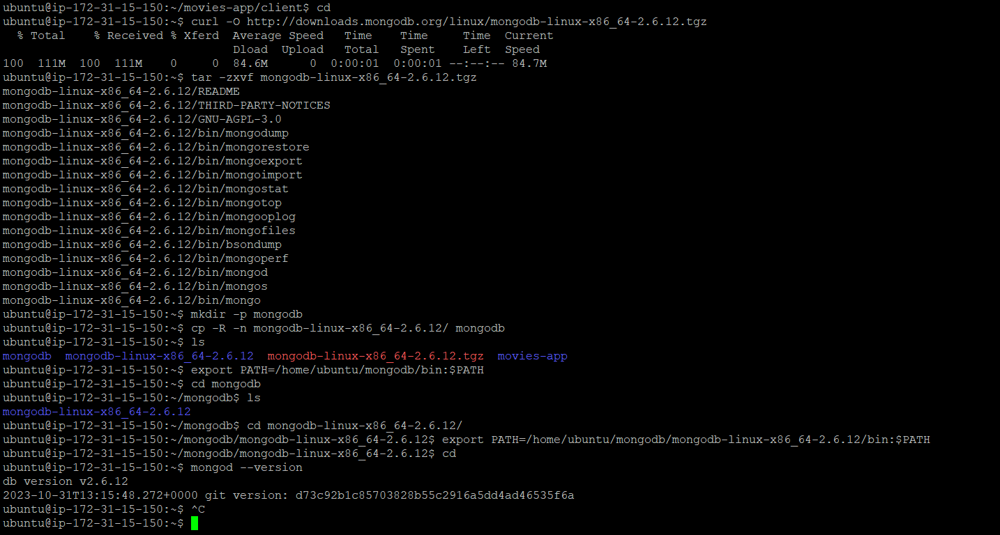 ubuntu@ip-172-31-15-150:~/movies-app/client$ cd
ubuntu@ip-172-31-15-150:~$ curl -O http://downloads.mongodb.org/linux/mongodb-linux-x86_64-2.6.12.tgz
  % Total    % Received % Xferd  Average Speed   Time    Time     Time  Current
                                 Dload  Upload   Total   Spent    Left  Speed
100  111M  100  111M    0     0  84.6M      0  0:00:01  0:00:01 --:--:-- 84.7M
ubuntu@ip-172-31-15-150:~$ tar -zxvf mongodb-linux-x86_64-2.6.12.tgz
mongodb-linux-x86_64-2.6.12/README
mongodb-linux-x86_64-2.6.12/THIRD-PARTY-NOTICES
mongodb-linux-x86_64-2.6.12/GNU-AGPL-3.0
mongodb-linux-x86_64-2.6.12/bin/mongodump
mongodb-linux-x86_64-2.6.12/bin/mongorestore
mongodb-linux-x86_64-2.6.12/bin/mongoexport
mongodb-linux-x86_64-2.6.12/bin/mongoimport
mongodb-linux-x86_64-2.6.12/bin/mongostat
mongodb-linux-x86_64-2.6.12/bin/mongotop
mongodb-linux-x86_64-2.6.12/bin/mongooplog
mongodb-linux-x86_64-2.6.12/bin/mongofiles
mongodb-linux-x86_64-2.6.12/bin/bsondump
mongodb-linux-x86_64-2.6.12/bin/mongoperf
mongodb-linux-x86_64-2.6.12/bin/mongod
mongodb-linux-x86_64-2.6.12/bin/mongos
mongodb-linux-x86_64-2.6.12/bin/mongo
ubuntu@ip-172-31-15-150:~$ mkdir -p mongodb
ubuntu@ip-172-31-15-150:~$ cp -R -n mongodb-linux-x86_64-2.6.12/ mongodb
ubuntu@ip-172-31-15-150:~$ ls
mongodb  mongodb-linux-x86_64-2.6.12  mongodb-linux-x86_64-2.6.12.tgz  movies-app
ubuntu@ip-172-31-15-150:~$ export PATH=/home/ubuntu/mongodb/bin:$PATH
ubuntu@ip-172-31-15-150:~$ cd mongodb
ubuntu@ip-172-31-15-150:~/mongodb$ ls
mongodb-linux-x86_64-2.6.12
ubuntu@ip-172-31-15-150:~/mongodb$ cd mongodb-linux-x86_64-2.6.12/
ubuntu@ip-172-31-15-150:~/mongodb/mongodb-linux-x86_64-2.6.12$ export PATH=/home/ubuntu/mongodb/mongodb-linux-x86_64-2.6.12/bin:$PATH
ubuntu@ip-172-31-15-150:~/mongodb/mongodb-linux-x86_64-2.6.12$ cd
ubuntu@ip-172-31-15-150:~$ mongod --version
db version v2.6.12
2023-10-31T13:15:48.272+0000 git version: d73c92b1c85703828b55c2916a5dd4ad46535f6a
ubuntu@ip-172-31-15-150:~$ ^C
ubuntu@ip-172-31-15-150:~$